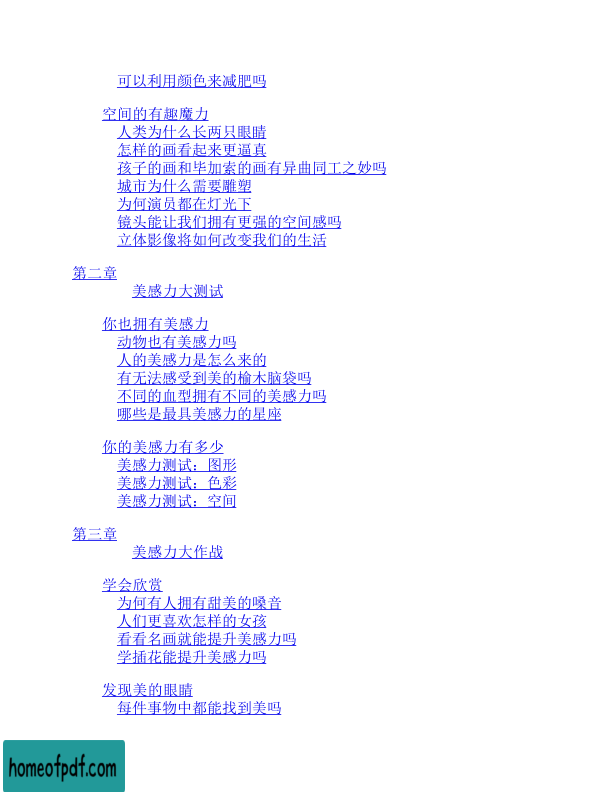 可以利用颜色来减肥吗
空间的有趣魔力
人类为什么长两只眼睛
怎样的画看起来更逼真
孩子的画和毕加索的画有异曲同工之妙吗
城市为什么需要雕塑
为何演员都在灯光下
镜头能让我们拥有更强的空间感吗
立体影像将如何改变我们的生活
第二章
美感力大测试
你也拥有美感力
动物也有美感力吗
人的美感力是怎么来的
有无法感受到美的榆木脑袋吗
不同的血型拥有不同的美感力吗
哪些是最具美感力的星座
你的美感力有多少
美感力测试：图形
美感力测试：色彩
美感力测试：空间
第三章
美感力大作战
学会欣赏
为何有人拥有甜美的嗓音
人们更喜欢怎样的女孩
看看名画就能提升美感力吗
学插花能提升美感力吗
发现美的眼睛
每件事物中都能找到美吗
homeofpdf.com